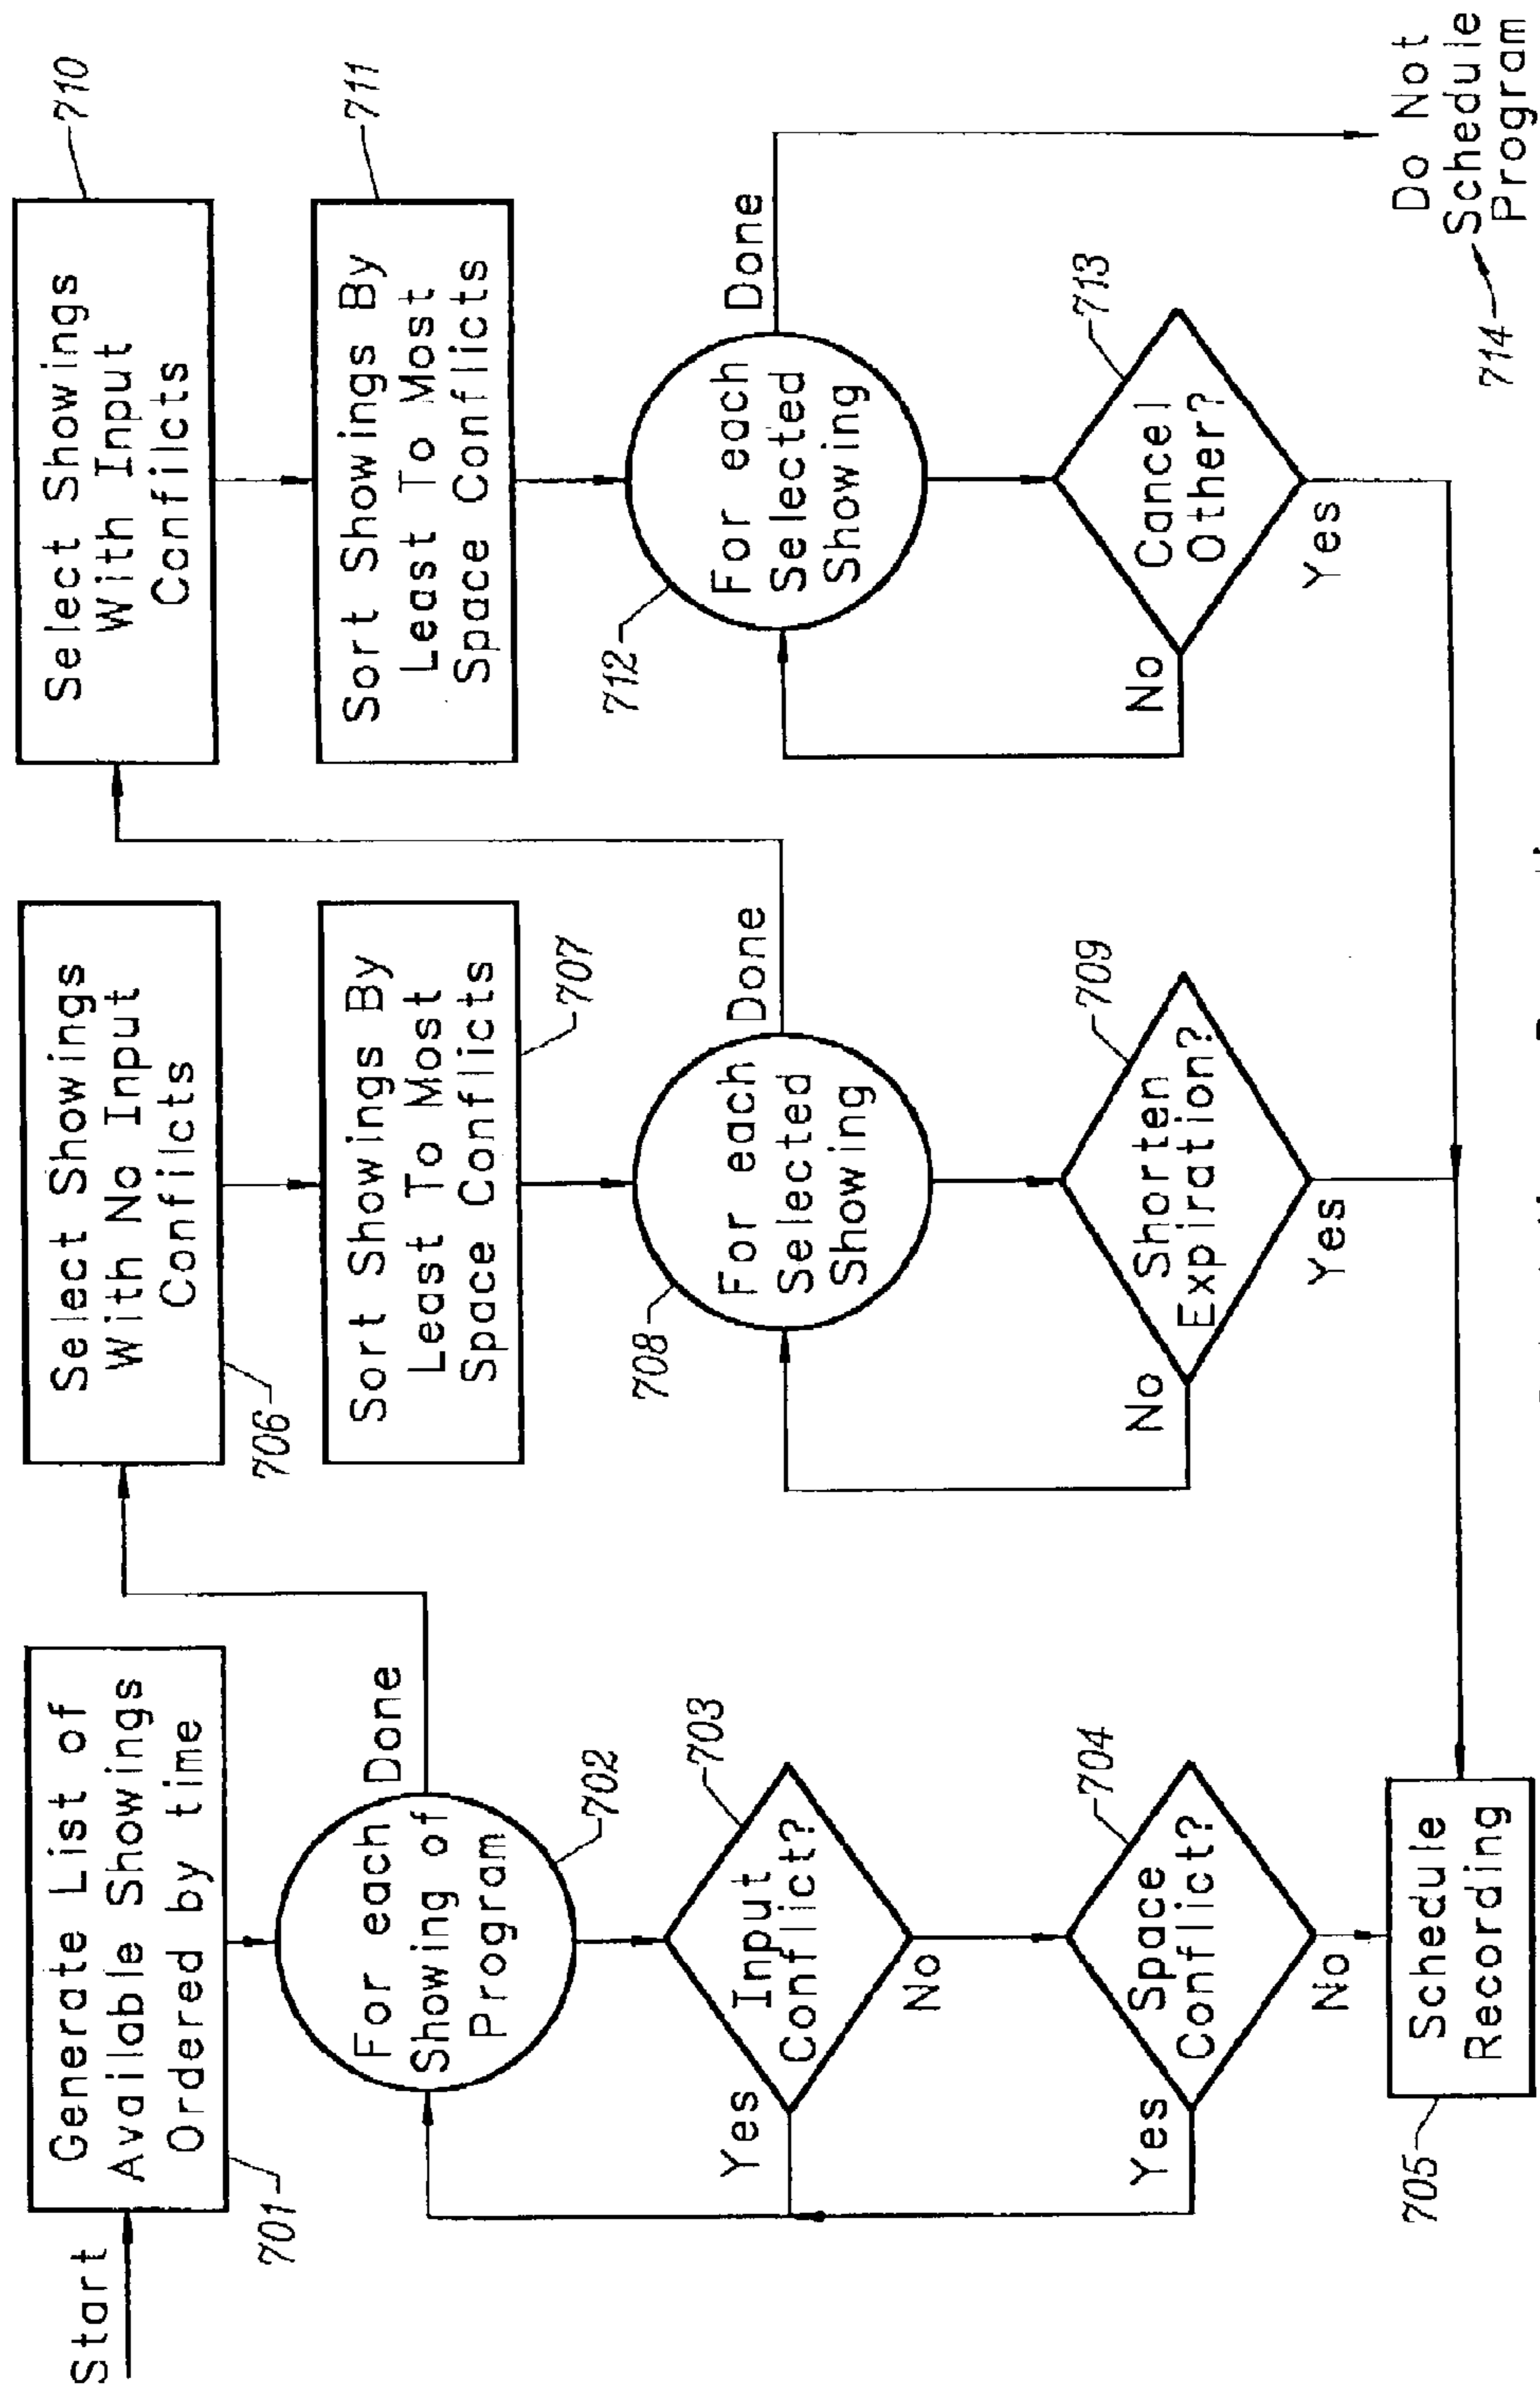 Start
Generate List of
Available Showings
Ordered by time
701
For each
Showing of
Program
Done
702
Input
Conflict?
703
Yes
No
Space
Conflict?
704
Yes
No
Schedule
Recording
705
Select Showings
With No Input
Confilcts
706
Sort Showings By
Least To Most
Space Conflicts
707
For each
Selected
Showing
Done
708
Shorten
Expiration?
709
No
Yes
Select Showings
With Input
Confilcts
710
Sort Showings By
Least To Most
Space Conflicts
711
For each
Selected
Showing
Done
712
Cancel
Other?
713
No
Yes
Do Not
Schedule
Program
714